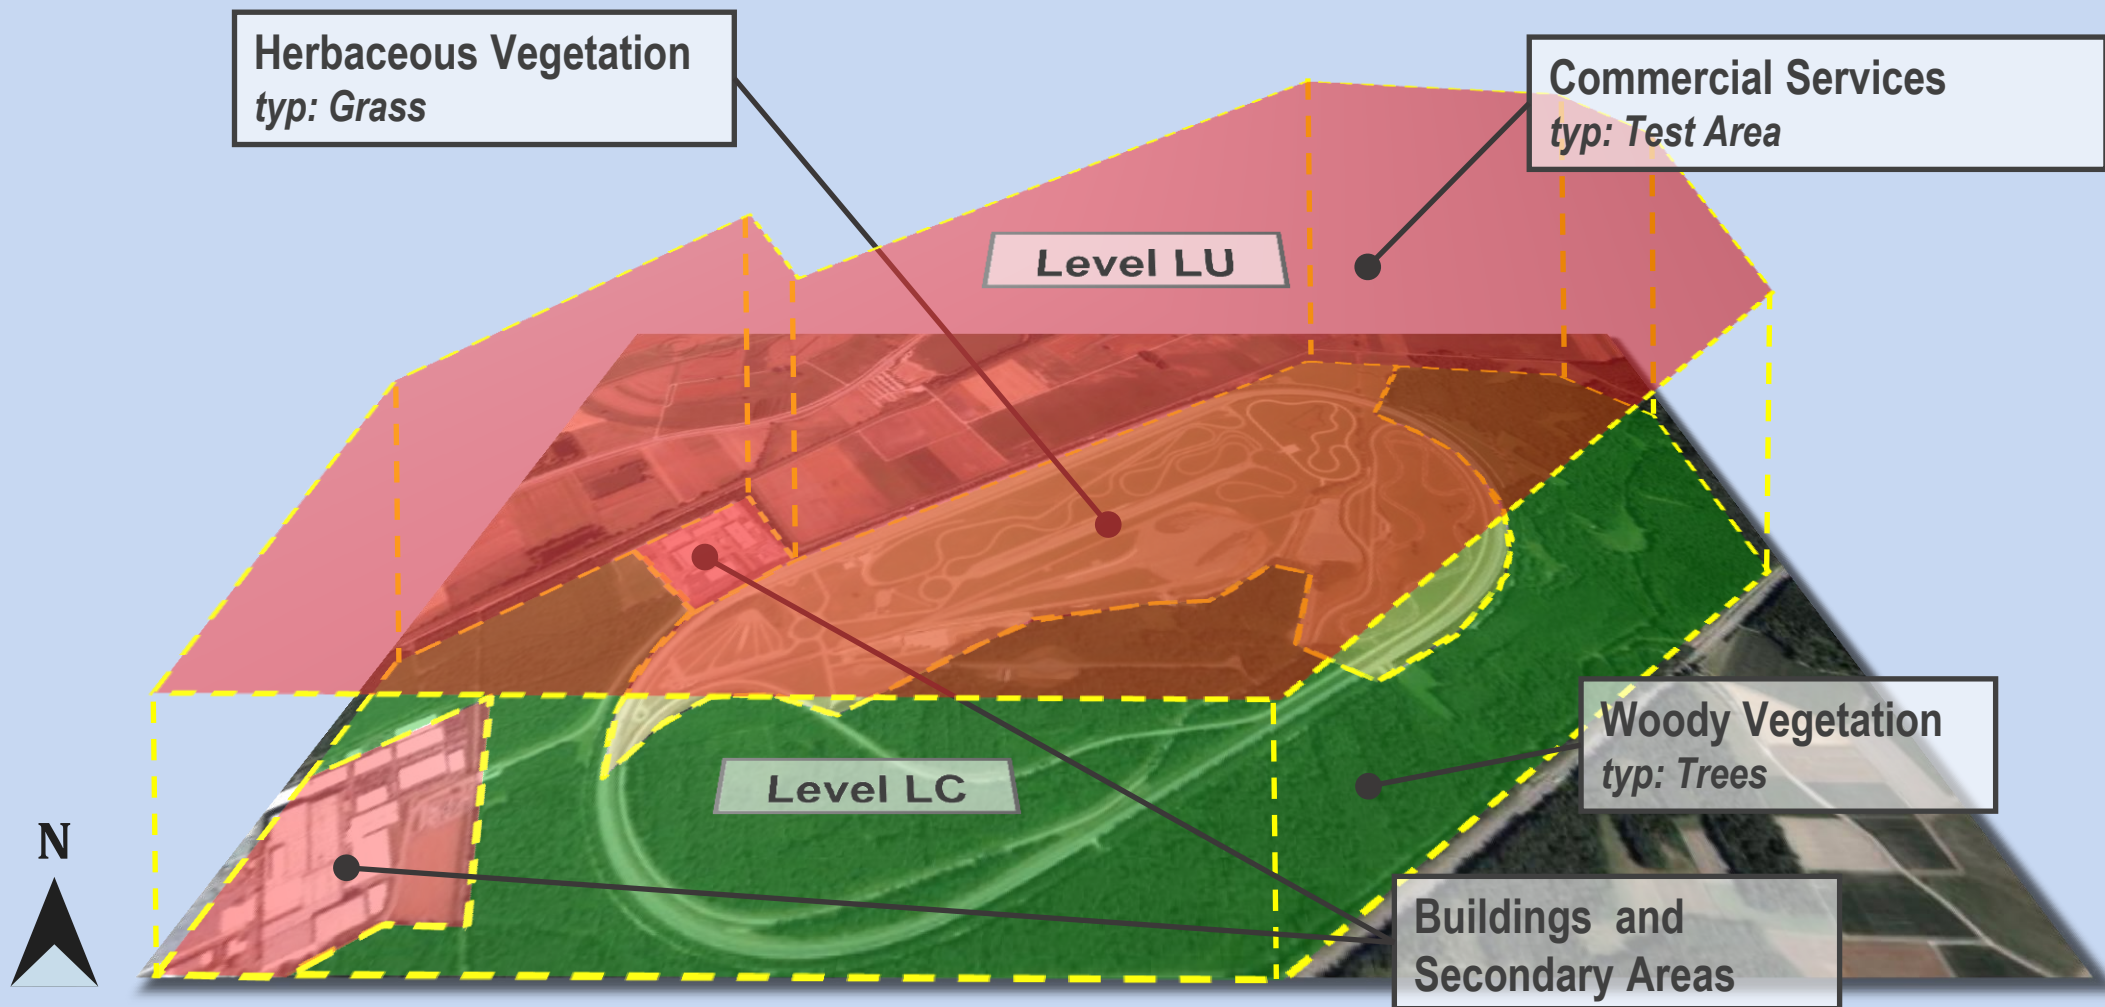 Herbaceous Vegetation
typ: Grass
Commercial Services
typ: Test Area
Level LU
Woody Vegetation
typ: Trees
Level LC
N
Buildings and
Secondary Areas